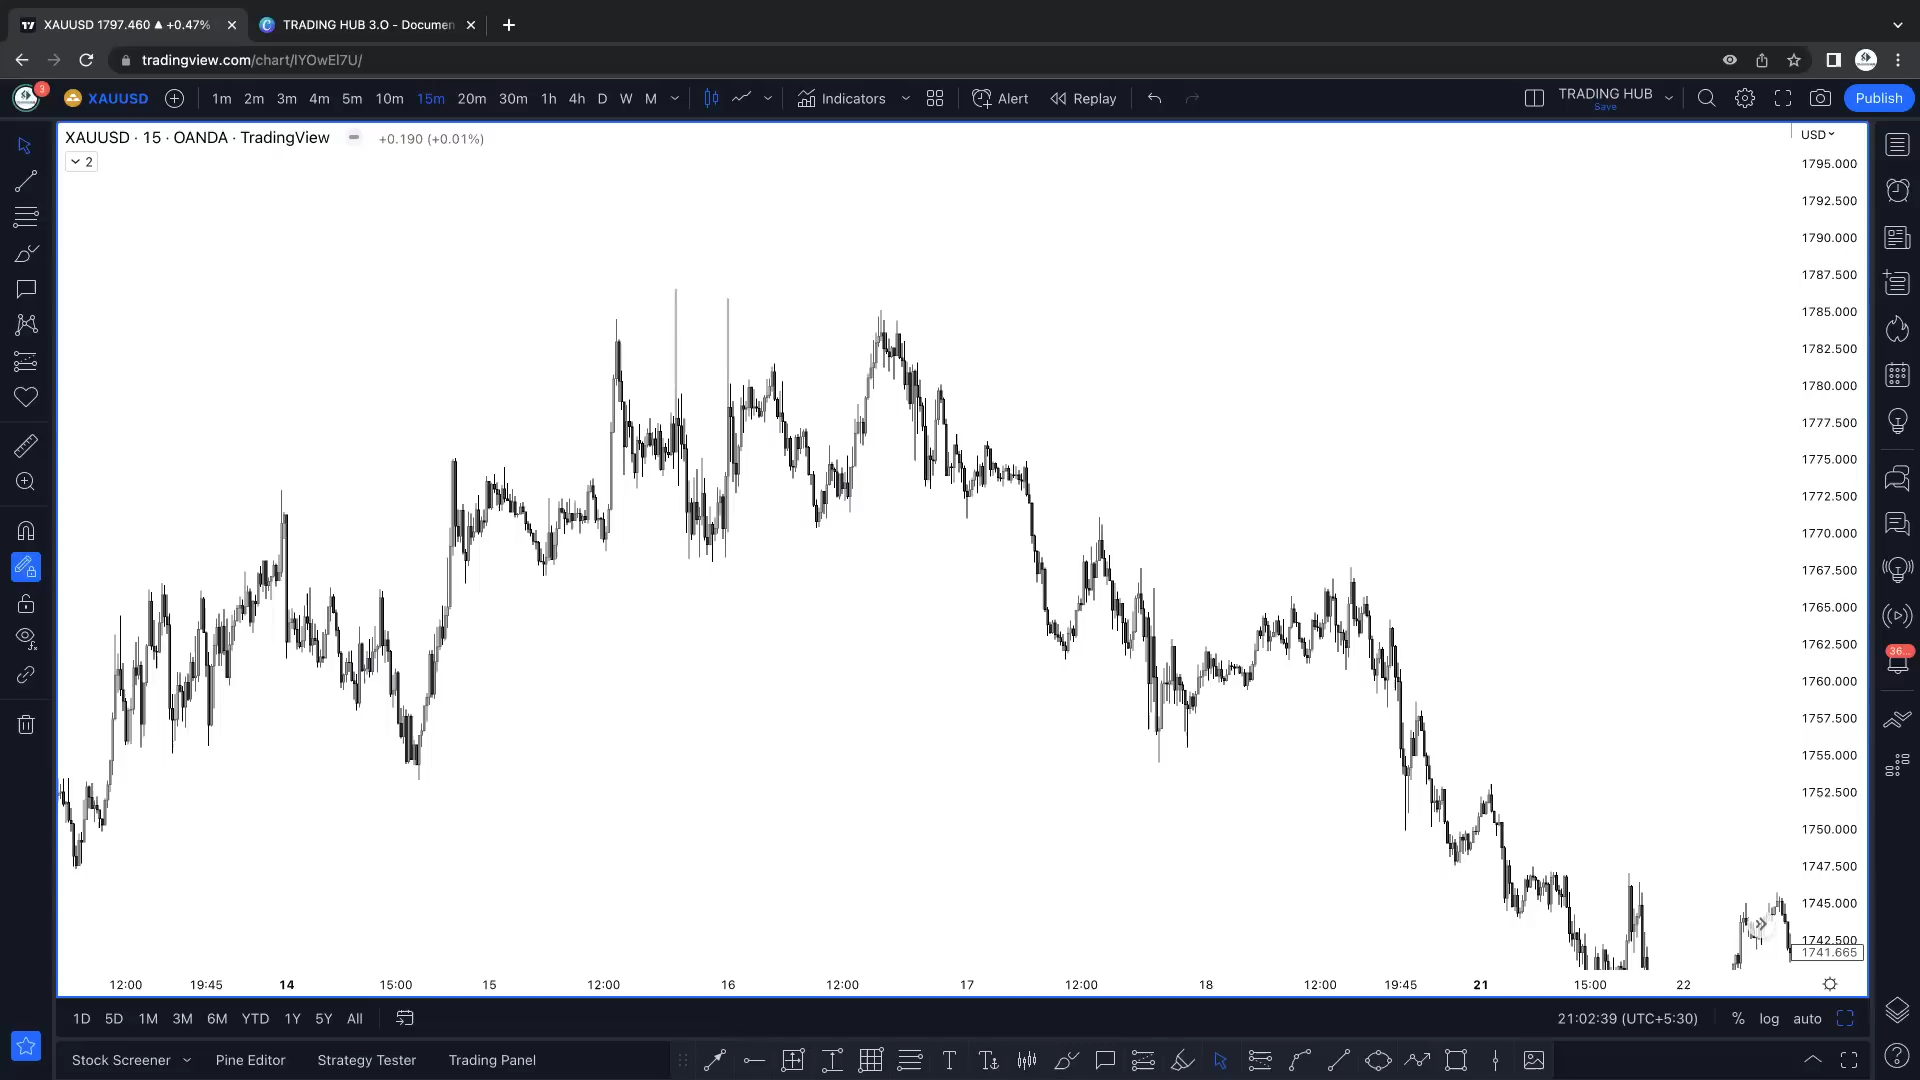 XAUUSD 1797.460 ▲ +0.47%
TRADING HUB 3.O - Documen
tradingview.com/chart/
3
XAUUSD
1m 2m 3m 4m 5m 10m 15m 20m 30m 1h 4h D W M
Indicators
Alert
Replay
TRADING HUB
Save
Publish
XAUUSD · 15 · OANDA · TradingView
+0.190 (+0.01%)
2
USD
1795.000
1792.500
1790.000
1787.500
1785.000
1782.500
1780.000
1777.500
1775.000
1772.500
1770.000
1767.500
1765.000
1762.500
1760.000
1757.500
1755.000
1752.500
1750.000
1747.500
1745.000
1742.500
1741.665
36...
12:00 19:45 14 15:00 15 12:00 16 12:00 17 12:00 18 12:00 19:45 21 15:00 22
1D 5D 1M 3M 6M YTD 1Y 5Y All
21:02:39 (UTC+5:30)
% log auto
Stock Screener
Pine Editor
Strategy Tester
Trading Panel